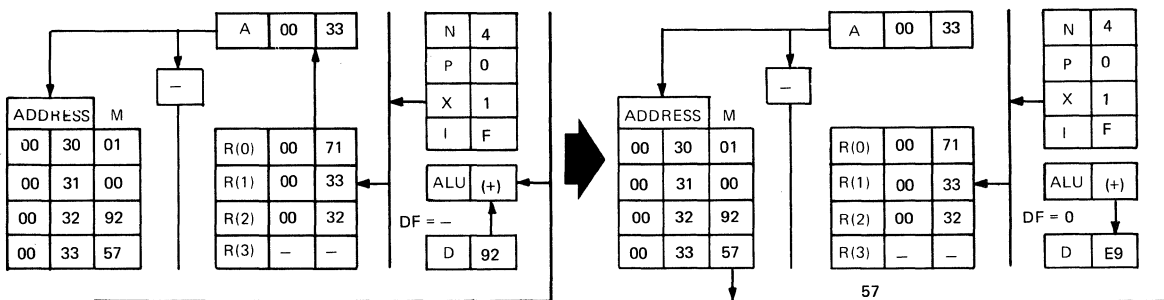 A 00 33
N 4
P 0
X 1
I F
–
ADDRESS M
00 30 01
00 31 00
00 32 92
00 33 57
R(0) 00 71
R(1) 00 33
R(2) 00 32
R(3) – –
ALU (+)
DF = –
D 92
A 00 33
N 4
P 0
X 1
I F
–
ADDRESS M
00 30 01
00 31 00
00 32 92
00 33 57
R(0) 00 71
R(1) 00 33
R(2) 00 32
R(3) – –
ALU (+)
DF = 0
D E9
57